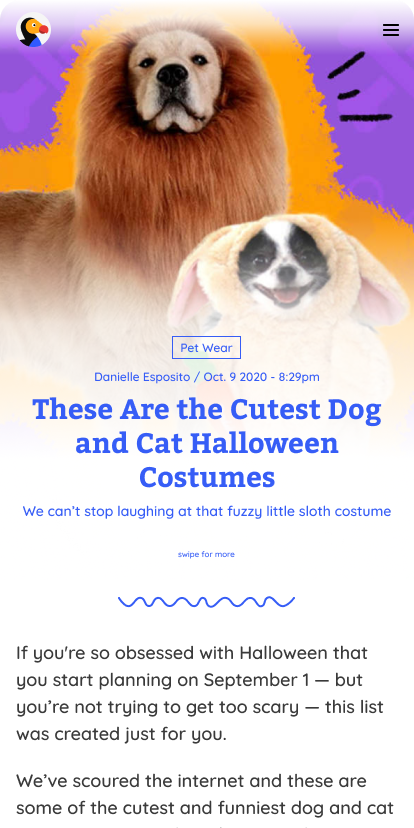 Pet Wear
Danielle Esposito / Oct. 9 2020 - 8:29pm
These Are the Cutest Dog
and Cat Halloween
Costumes
We can’t stop laughing at that fuzzy little sloth costume
swipe for more
If you're so obsessed with Halloween that
you start planning on September 1 — but
you’re not trying to get too scary — this list
was created just for you.
We’ve scoured the internet and these are
some of the cutest and funniest dog and cat